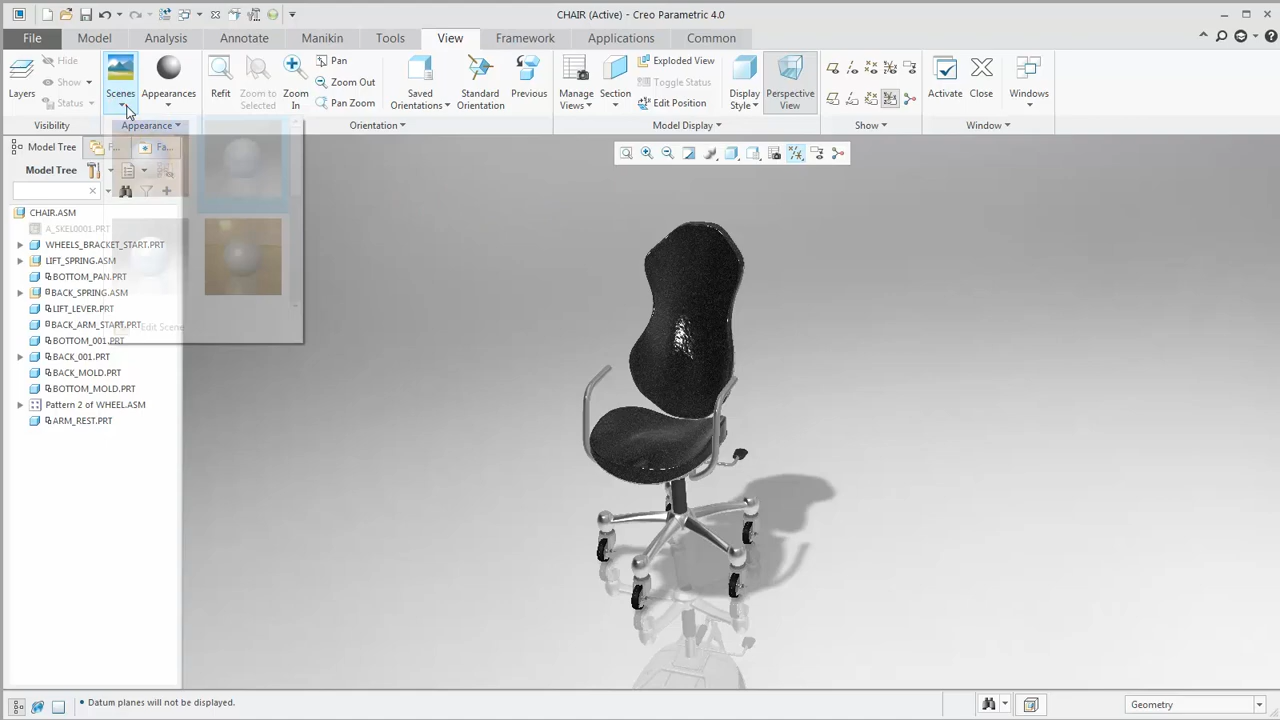 CHAIR (Active) - Creo Parametric 4.0
File Model Analysis Annotate Manikin Tools View Framework Applications Common
Hide
Show
Status
Layers
Visibility
Scenes
Appearances
Appearance
Refit
Zoom to
Selected
Zoom
In
Pan
Zoom Out
Pan Zoom
Saved
Orientations
Standard
Orientation
Previous
Orientation
Manage
Views
Section
Exploded View
Toggle Status
Edit Position
Display
Style
Perspective
View
Model Display
Show
Activate
Close
Windows
Window
Model Tree
F...
Fa...
Model Tree
CHAIR.ASM
A_SKEL0001.PRT
WHEELS_BRACKET_START.PRT
LIFT_SPRING.ASM
BOTTOM_PAN.PRT
BACK_SPRING.ASM
LIFT_LEVER.PRT
BACK_ARM_START.PRT
Edit Scene
BOTTOM_001.PRT
BACK_001.PRT
BACK_MOLD.PRT
BOTTOM_MOLD.PRT
Pattern 2 of WHEEL.ASM
ARM_REST.PRT
• Datum planes will not be displayed.
Geometry